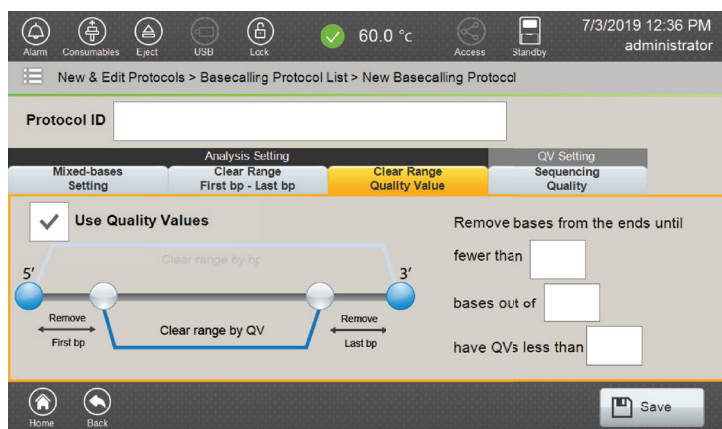 60.0 °c
7/3/2019 12:36 PM
administrator
Alarm Consumables Eject USB Lock Access Standby
New & Edit Protocols > Basecalling Protocol List > New Basecalling Protocol
Protocol ID
Analysis Setting QV Setting
Mixed-bases Setting
Clear Range First bp - Last bp
Clear Range Quality Value
Sequencing Quality
Use Quality Values
Clear range by bp
5′ 3′
Remove
First bp
Clear range by QV
Remove
Last bp
Remove bases from the ends until
fewer than
bases out of
have QVs less than
Home Back
Save